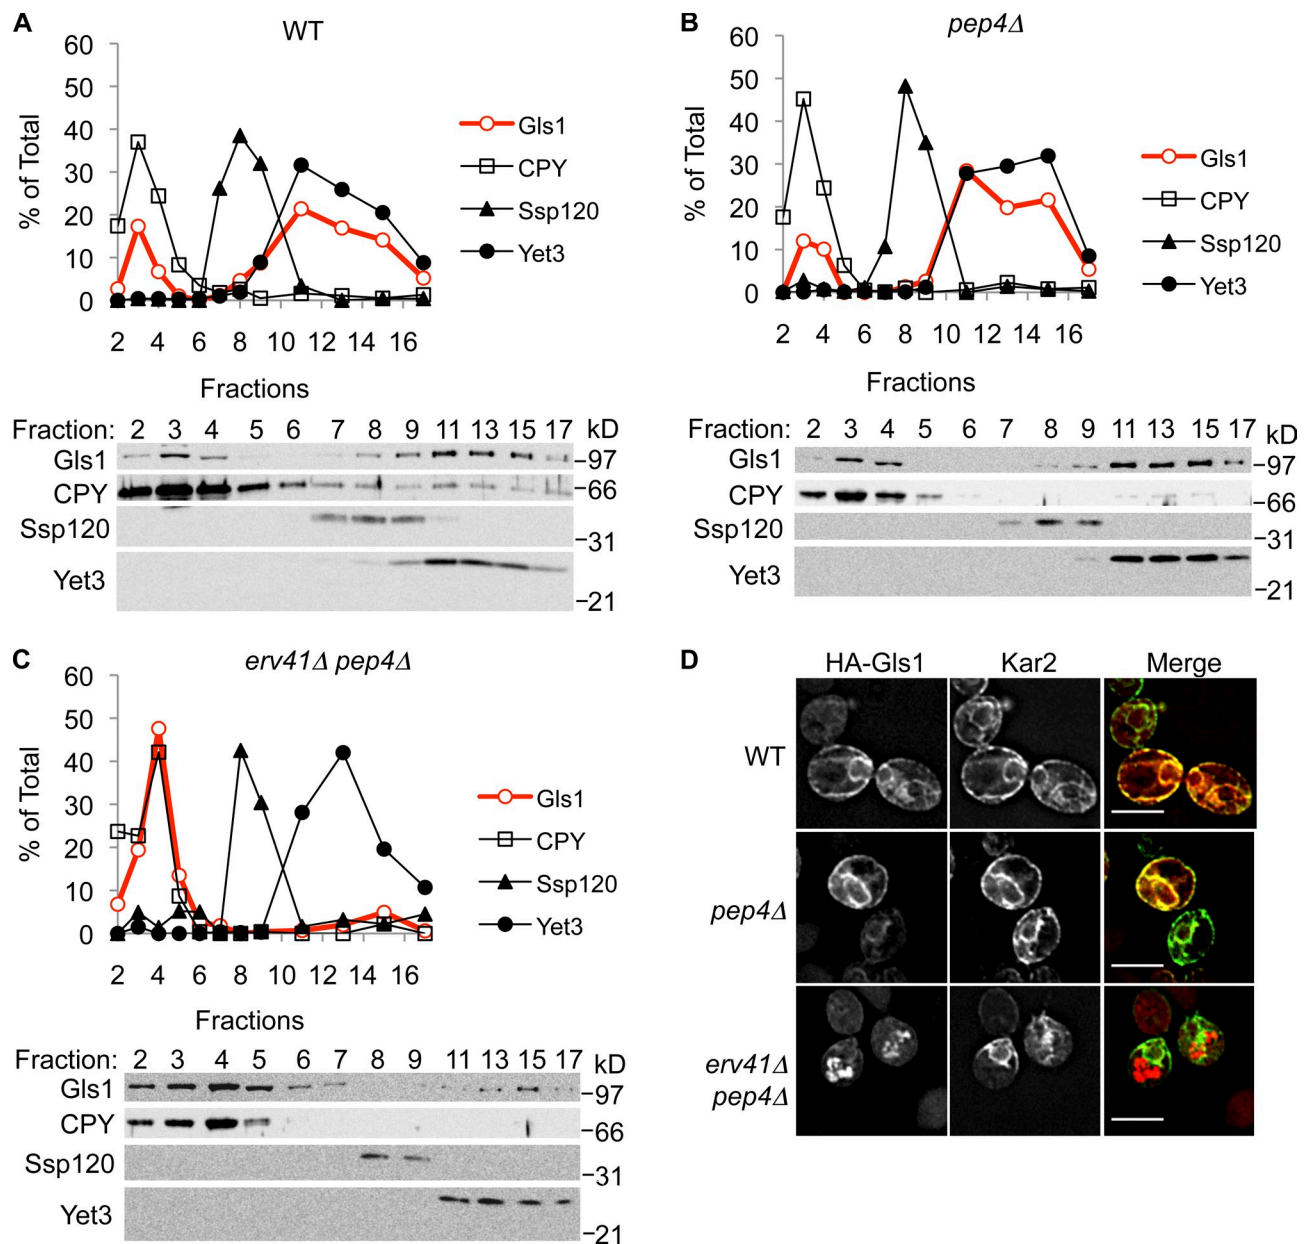 A
WT
60
50
40
30
20
10
0
% of Total
2 4 6 8 10 12 14 16
Fractions
Gls1
CPY
Ssp120
Yet3
Fraction: 2 3 4 5 6 7 8 9 11 13 15 17 kD
Gls1 –97
CPY –66
Ssp120 –31
Yet3 –21
B
pep4Δ
60
50
40
30
20
10
0
% of Total
2 4 6 8 10 12 14 16
Fractions
Gls1
CPY
Ssp120
Yet3
Fraction: 2 3 4 5 6 7 8 9 11 13 15 17 kD
Gls1 –97
CPY –66
Ssp120 –31
Yet3 –21
C
erv41Δ pep4Δ
60
50
40
30
20
10
0
% of Total
2 4 6 8 10 12 14 16
Fractions
Gls1
CPY
Ssp120
Yet3
Fraction: 2 3 4 5 6 7 8 9 11 13 15 17 kD
Gls1 –97
CPY –66
Ssp120 –31
Yet3 –21
D
HA-Gls1 Kar2 Merge
WT
pep4Δ
erv41Δ
pep4Δ